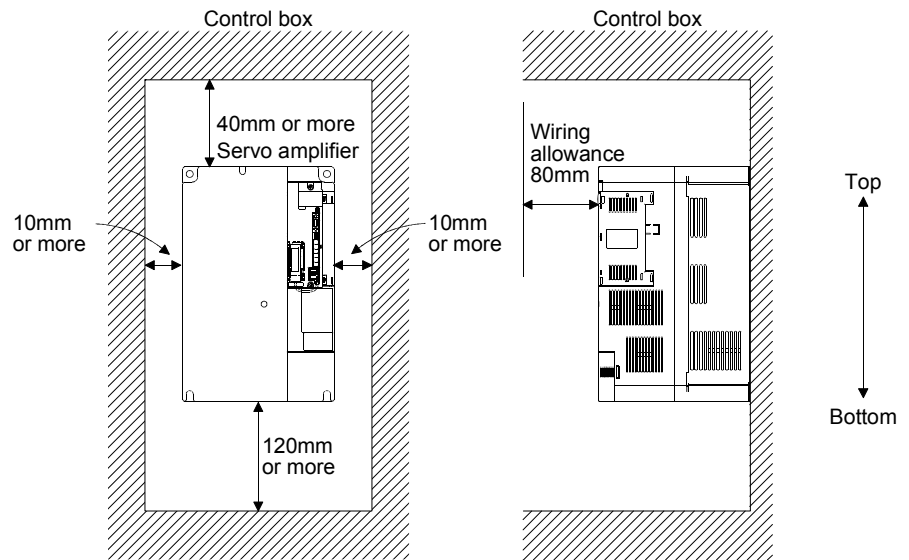 Control box
40mm or more
Servo amplifier
10mm
or more
10mm
or more
120mm
or more
Control box
Wiring
allowance
80mm
Top
Bottom